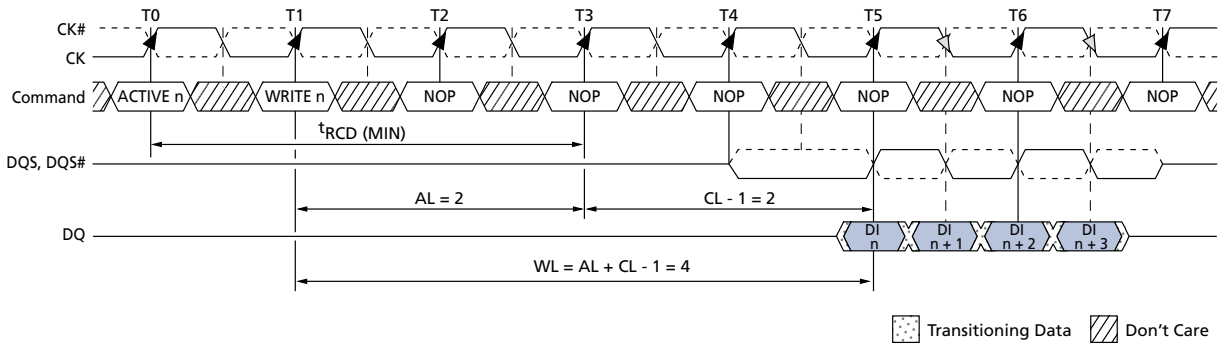 T0 T1 T2 T3 T4 T5 T6 T7
CK#
CK
Command ACTIVE n WRITE n NOP NOP NOP NOP NOP NOP
tRCD (MIN)
DQS, DQS#
AL = 2 CL - 1 = 2
DQ DI n DI n + 1 DI n + 2 DI n + 3
WL = AL + CL - 1 = 4
Transitioning Data Don't Care